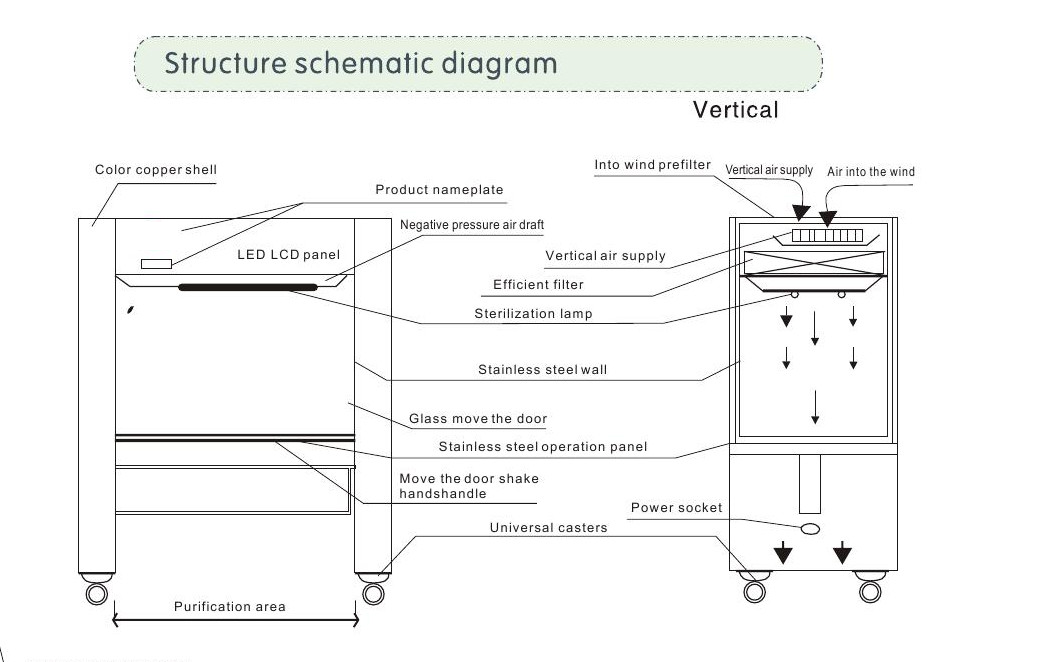 Structure schematic diagram
Vertical
Color copper shell
Into wind prefilter
Vertical air supply
Air into the wind
Product nameplate
Negative pressure air draft
LED LCD panel
Vertical air supply
Efficient filter
Sterilization lamp
Stainless steel wall
Glass move the door
Stainless steel operation panel
Move the door shake
handshandle
Power socket
Universal casters
Purification area